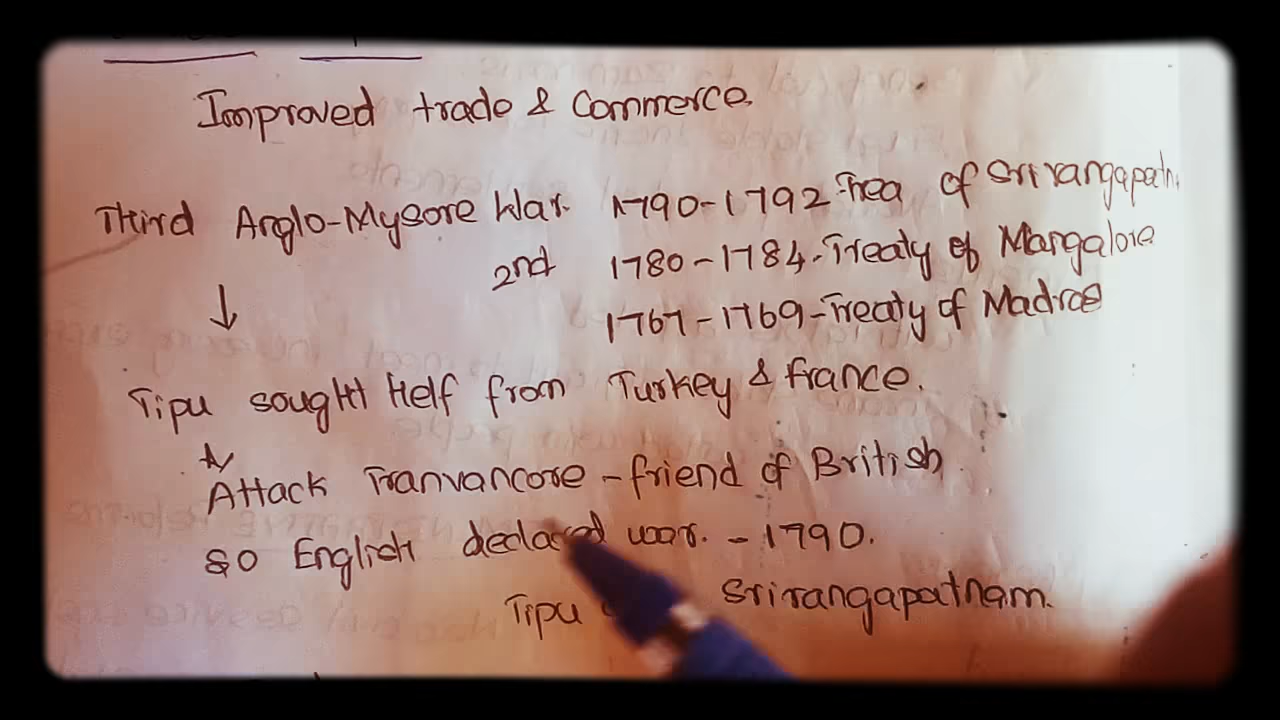 Improved trade & Commerce.
Third Anglo-Mysore War. 1790-1792-Trea of Srirangapatn
2nd 1780-1784-Treaty of Mangalore
1767-1769-Treaty of Madras
Tipu sought Helf from Turkey & france.
Attack Tranvancore - friend of British
so English declared war. - 1790.
Tipu Srirangapatnam.